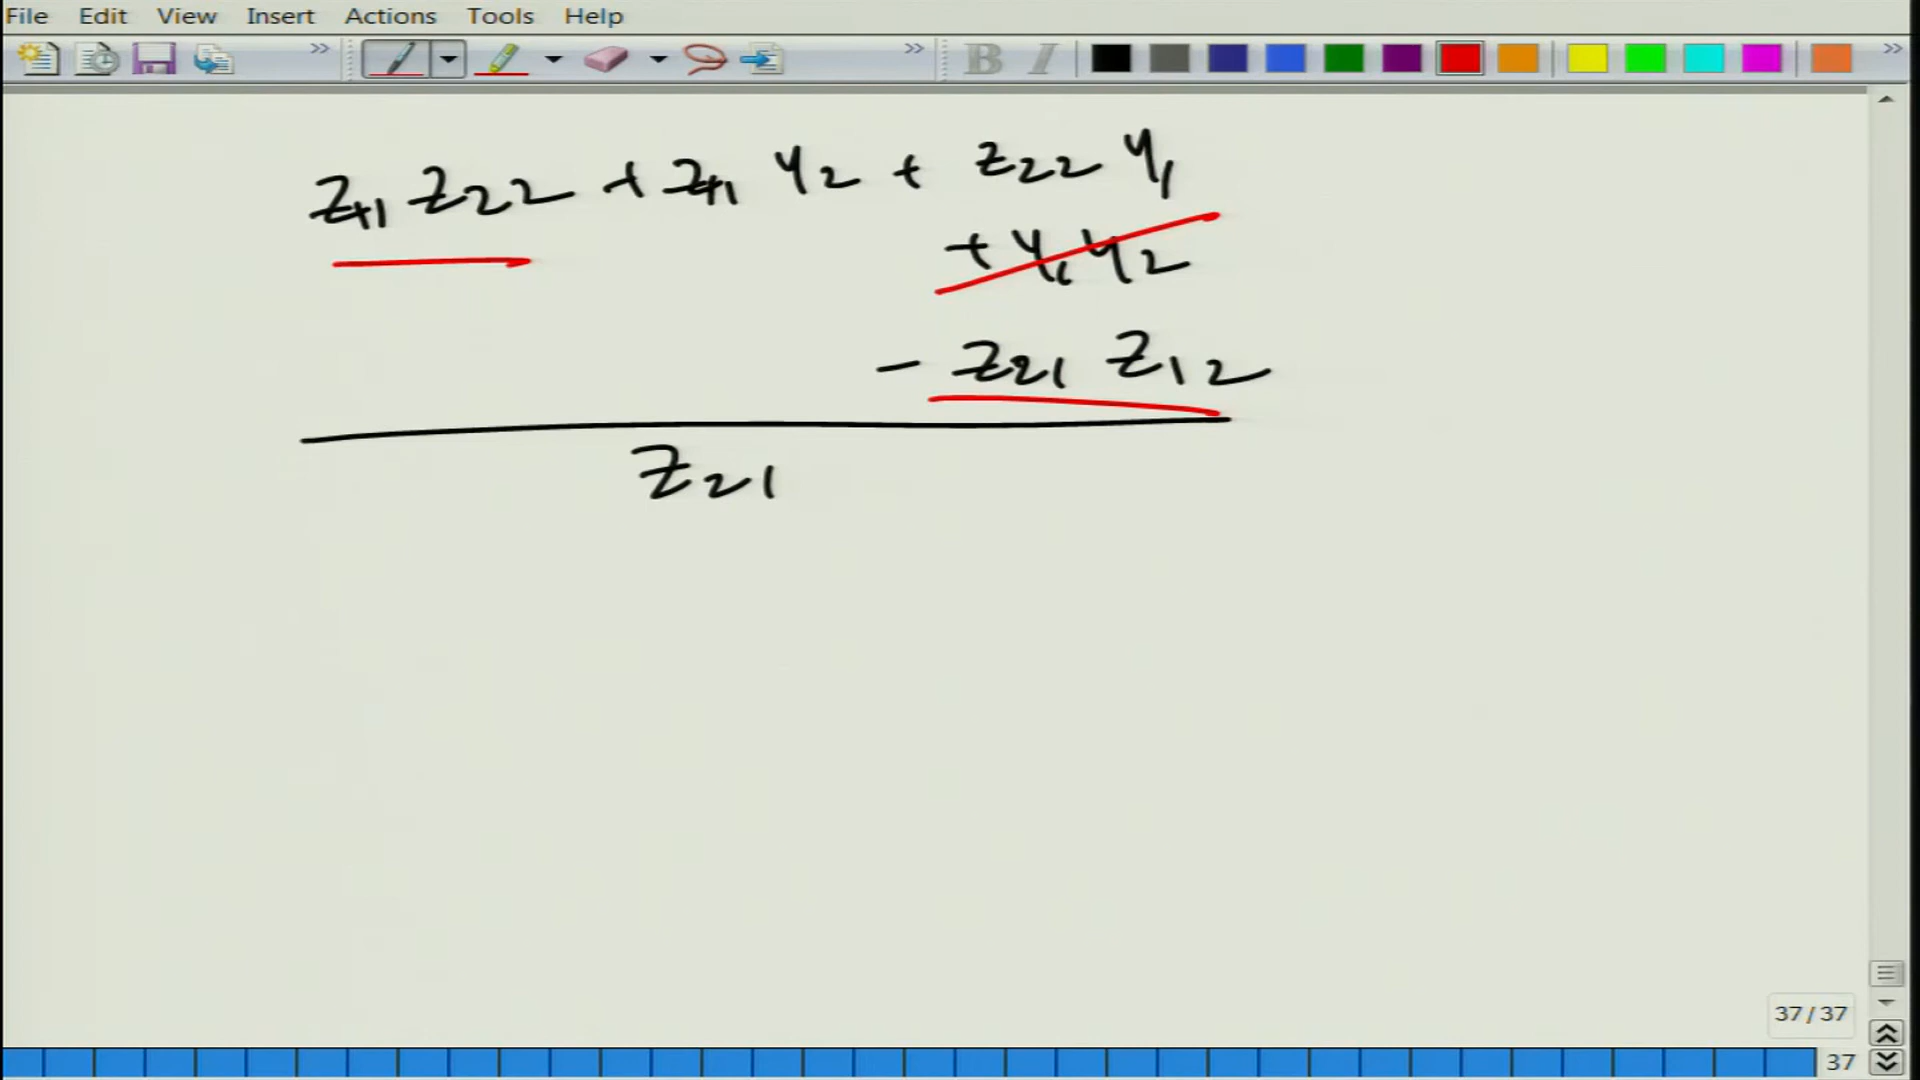 File Edit View Insert Actions Tools Help
B I
z11 z22 + z11 y2 + z22 y1
+ y1 y2
- z21 z12
z21
37 / 37
37